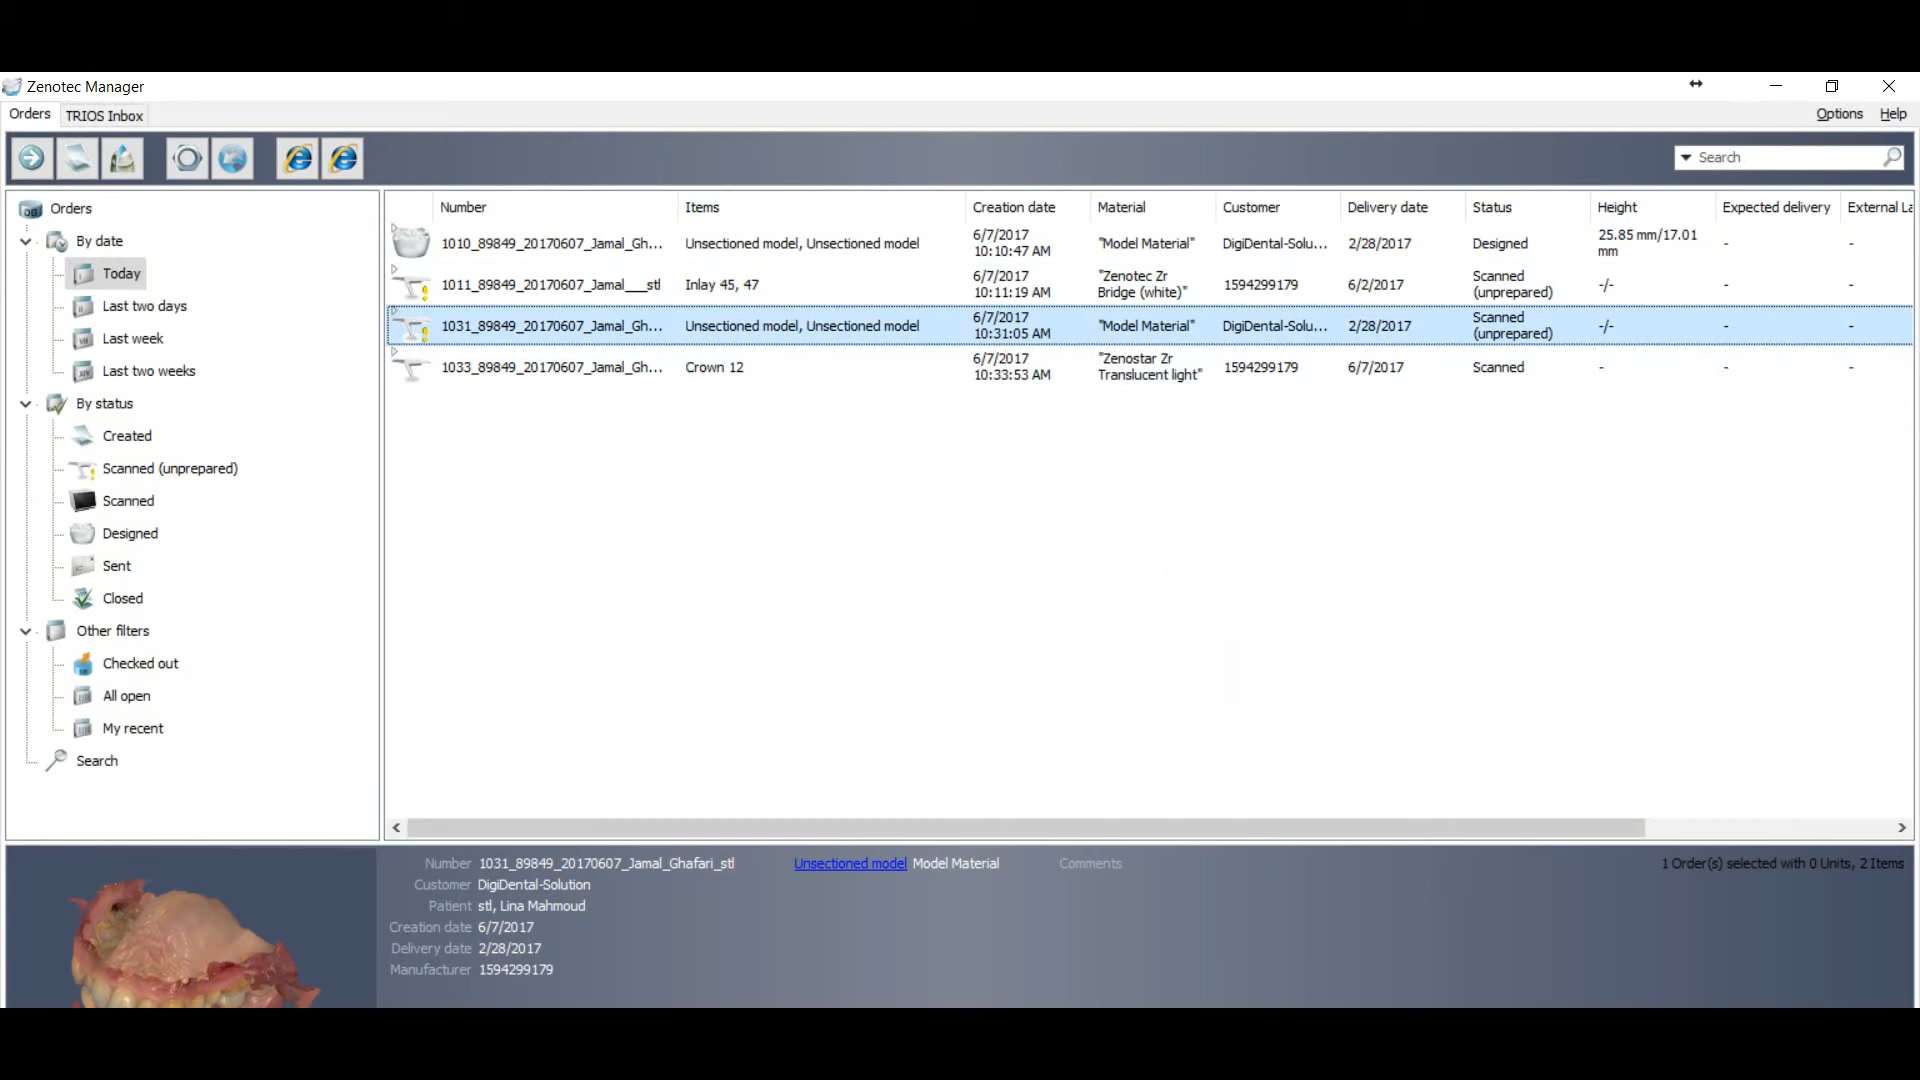 Zenotec Manager
Orders
TRIOS Inbox
Options
Help
Search
Orders
By date
Today
Last two days
Last week
Last two weeks
By status
Created
Scanned (unprepared)
Scanned
Designed
Sent
Closed
Other filters
Checked out
All open
My recent
Search
Number Items Creation date Material Customer Delivery date Status Height Expected delivery External La
1010_89849_20170607_Jamal_Gh... Unsectioned model, Unsectioned model 6/7/2017 10:10:47 AM "Model Material" DigiDental-Solu... 2/28/2017 Designed 25.85 mm/17.01 mm - -
1011_89849_20170607_Jamal___stl Inlay 45, 47 6/7/2017 10:11:19 AM "Zenotec Zr Bridge (white)" 1594299179 6/2/2017 Scanned (unprepared) -/- - -
1031_89849_20170607_Jamal_Gh... Unsectioned model, Unsectioned model 6/7/2017 10:31:05 AM "Model Material" DigiDental-Solu... 2/28/2017 Scanned (unprepared) -/- - -
1033_89849_20170607_Jamal_Gh... Crown 12 6/7/2017 10:33:53 AM "Zenostar Zr Translucent light" 1594299179 6/7/2017 Scanned - - -
Number 1031_89849_20170607_Jamal_Ghafari_stl Unsectioned model Model Material Comments 1 Order(s) selected with 0 Units, 2 Items
Customer DigiDental-Solution
Patient stl, Lina Mahmoud
Creation date 6/7/2017
Delivery date 2/28/2017
Manufacturer 1594299179